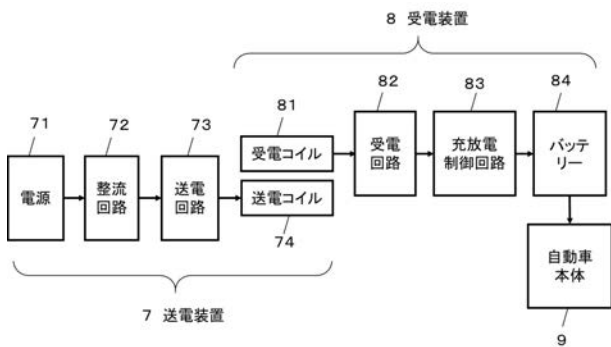 8 受電装置
81
82
83
84
71
72
73
受電コイル
受電
回路
充放電
制御回路
バッテ
リー
電源
整流
回路
送電
回路
送電コイル
74
自動車
本体
7 送電装置
9